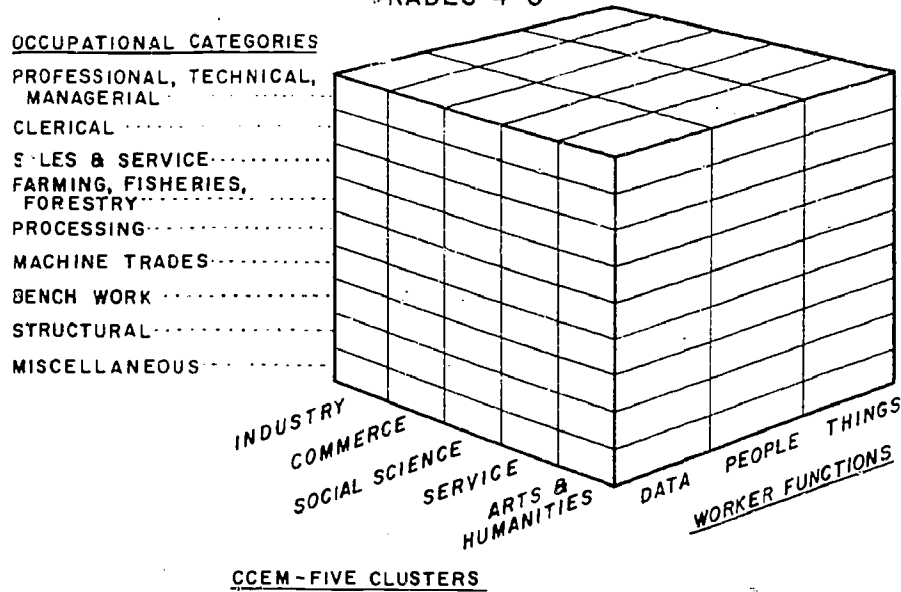 OCCUPATIONAL CATEGORIES
PROFESSIONAL, TECHNICAL,
MANAGERIAL
CLERICAL
SALES & SERVICE
FARMING, FISHERIES,
FORESTRY
PROCESSING
MACHINE TRADES
BENCH WORK
STRUCTURAL
MISCELLANEOUS
INDUSTRY
COMMERCE
SOCIAL SCIENCE
SERVICE
ARTS &
HUMANITIES
DATA
PEOPLE
THINGS
WORKER FUNCTIONS
CCEM-FIVE CLUSTERS